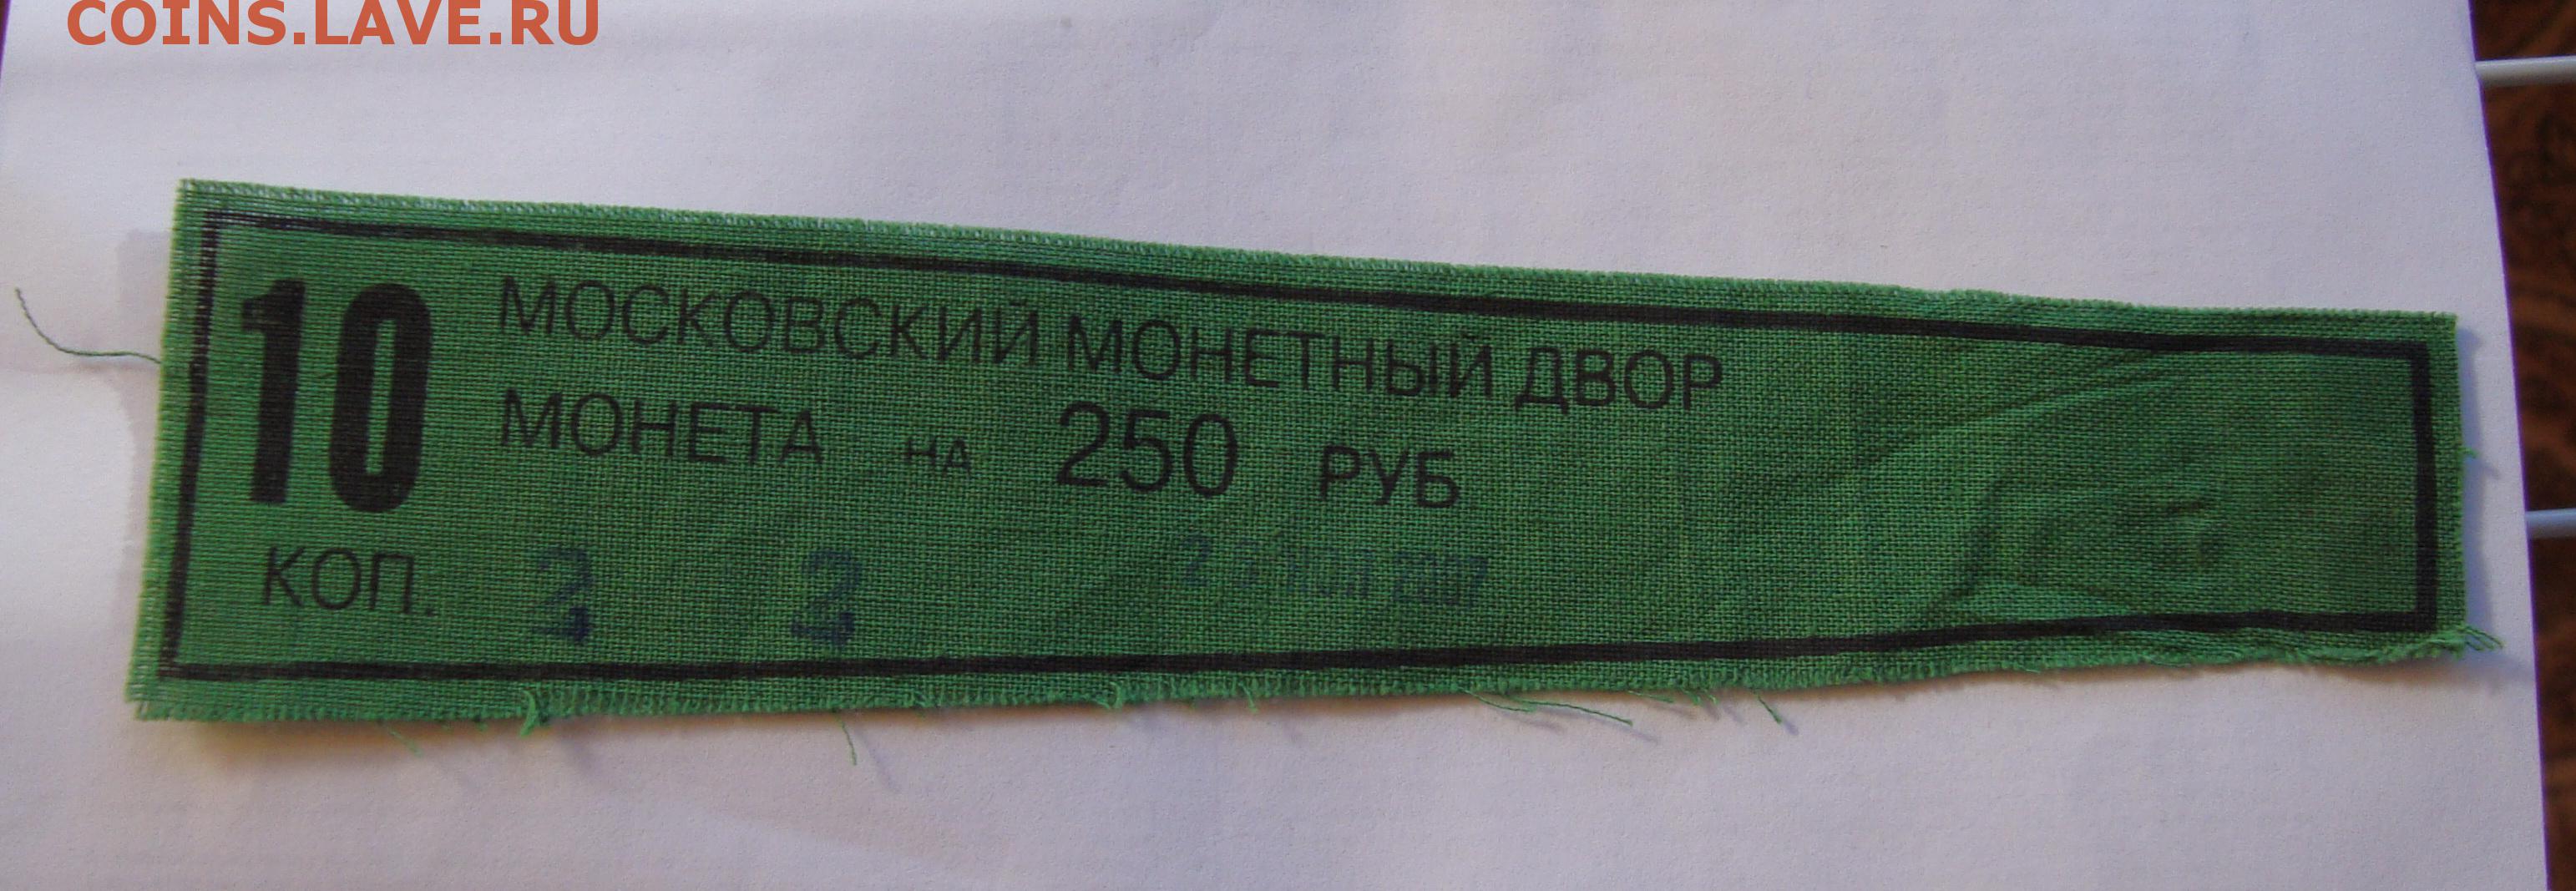 COINS.LAVE.RU
10 МОСКОВСКИЙ МОНЕТНЫЙ ДВОР
МОНЕТА НА 250 РУБ
КОП. 2 2